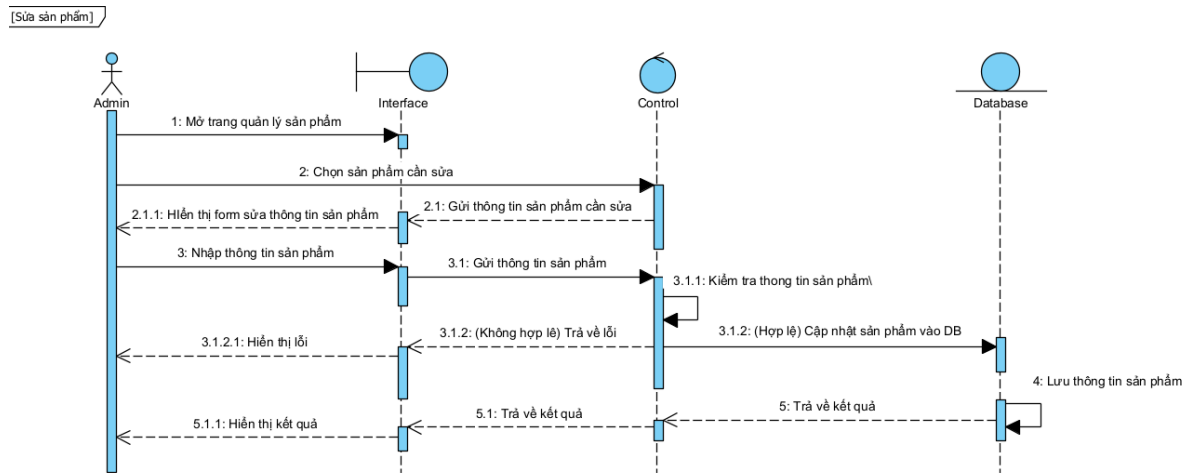 [Sửa sản phẩm]
Admin
Interface
Control
Database
1: Mở trang quản lý sản phẩm
2: Chọn sản phẩm cần sửa
2.1: Gửi thông tin sản phẩm cần sửa
2.1.1: HIển thị form sửa thông tin sản phẩm
3: Nhập thông tin sản phẩm
3.1: Gửi thông tin sản phẩm
3.1.1: Kiểm tra thong tin sản phẩm\
3.1.2: (Không hợp lê) Trả về lỗi
3.1.2: (Hợp lệ) Cập nhật sản phẩm vào DB
3.1.2.1: Hiển thị lỗi
4: Lưu thông tin sản phẩm
5: Trả về kết quả
5.1: Trả về kết quả
5.1.1: Hiển thị kết quả